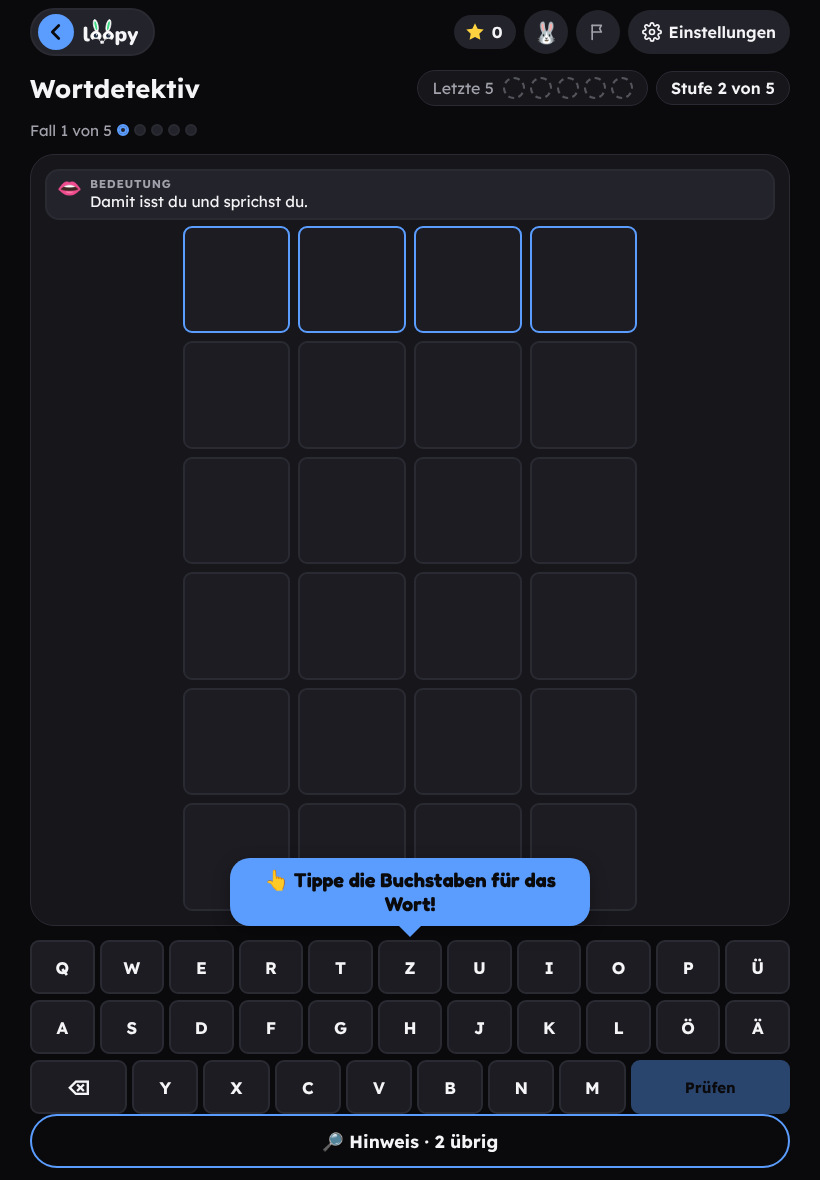 loopy
⭐ 0
Einstellungen
Wortdetektiv
Letzte 5
Stufe 2 von 5
Fall 1 von 5
BEDEUTUNG
Damit isst du und sprichst du.
👆 Tippe die Buchstaben für das
Wort!
Q W E R T Z U I O P Ü
A S D F G H J K L Ö Ä
Y X C V B N M Prüfen
🔎 Hinweis · 2 übrig